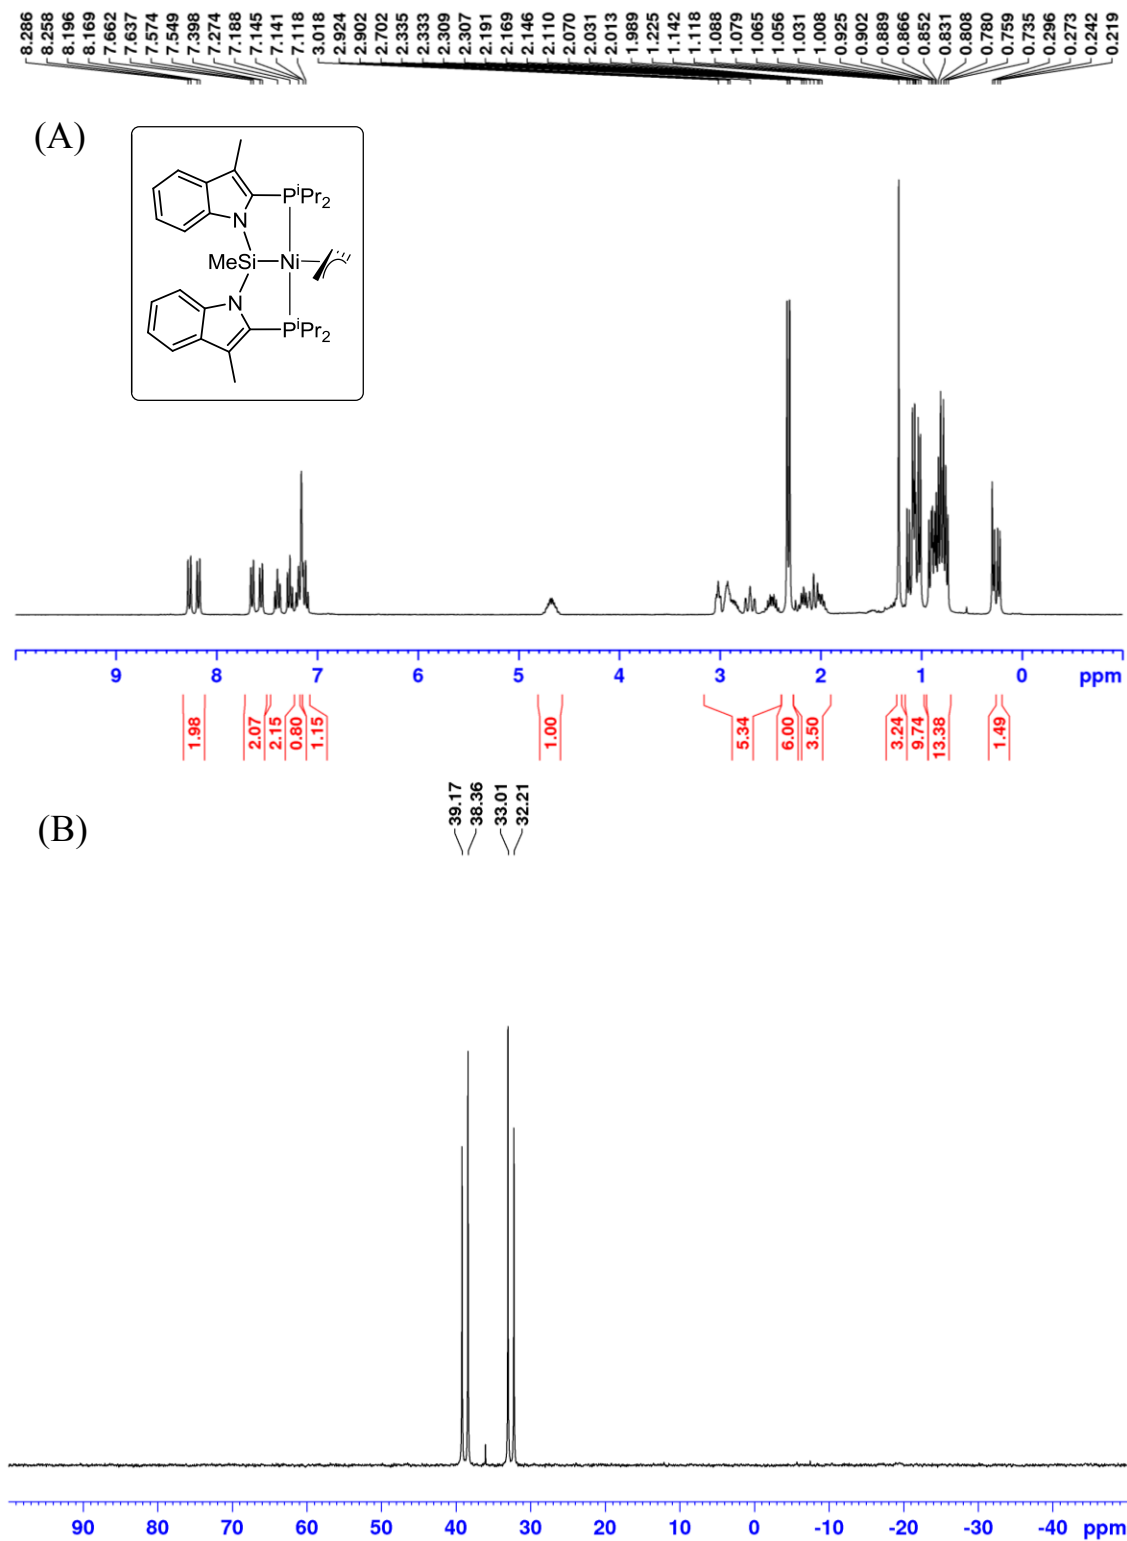 8.286 8.258 8.196 8.169 7.662 7.637 7.574 7.549 7.398 7.274 7.188 7.145 7.141 7.118 3.018 2.924 2.902 2.702 2.335 2.333 2.309 2.307 2.191 2.169 2.146 2.110 2.070 2.031 2.013 1.989 1.225 1.142 1.118 1.088 1.079 1.065 1.056 1.031 1.008 0.925 0.902 0.889 0.866 0.852 0.831 0.808 0.780 0.759 0.735 0.296 0.273 0.242 0.219
(A)
PiPr2
N
MeSi Ni
N
PiPr2
9 8 7 6 5 4 3 2 1 0 ppm
1.98 2.07 2.15 0.80 1.15 1.00 5.34 6.00 3.50 3.24 9.74 13.38 1.49
39.17 38.36 33.01 32.21
(B)
90 80 70 60 50 40 30 20 10 0 -10 -20 -30 -40 ppm